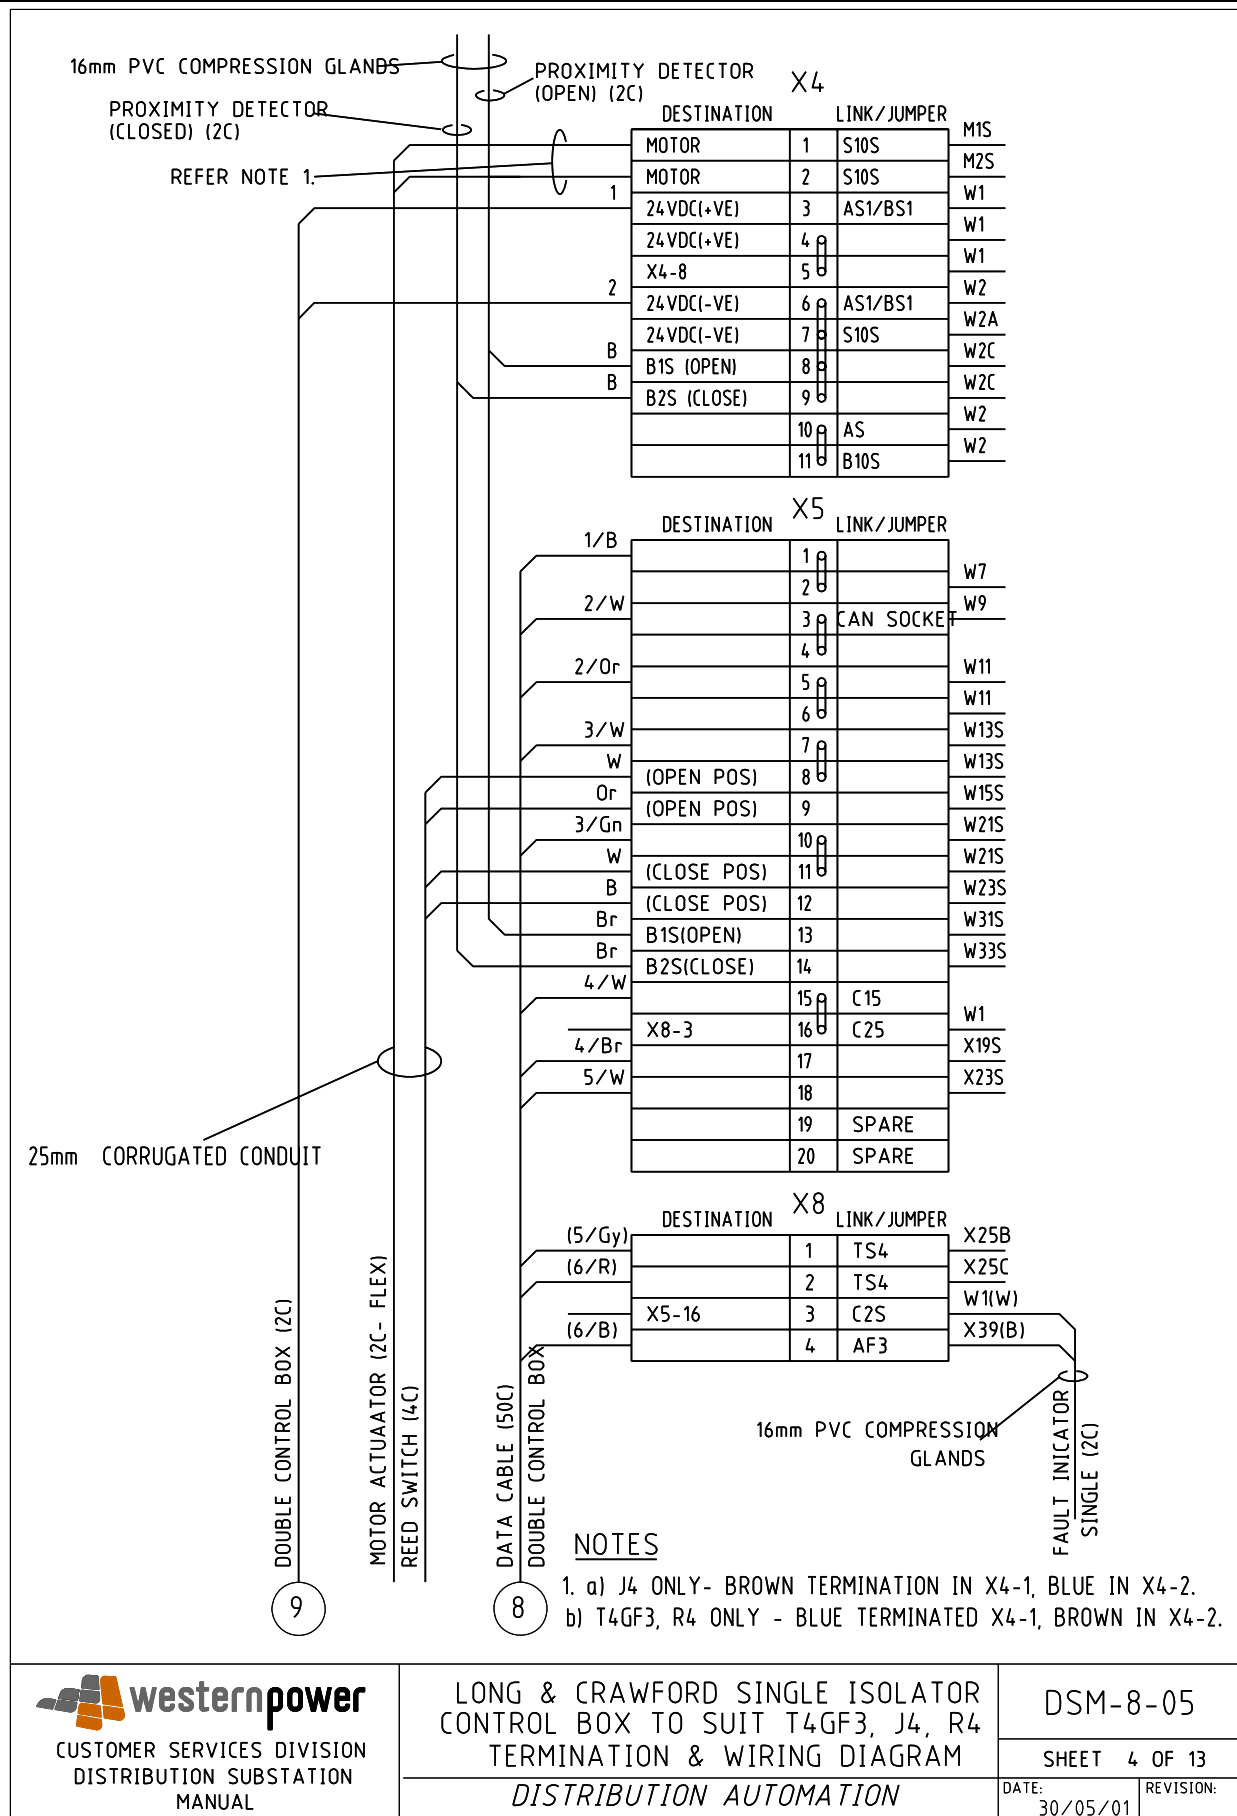 16mm PVC COMPRESSION GLANDS
PROXIMITY DETECTOR
(OPEN) (2C)
PROXIMITY DETECTOR
(CLOSED) (2C)
REFER NOTE 1.
X4
DESTINATION LINK/JUMPER
MOTOR 1 S10S M1S
MOTOR 2 S10S M2S
1 24VDC(+VE) 3 AS1/BS1 W1
24VDC(+VE) 4 W1
X4-8 5 W1
2 24VDC(-VE) 6 AS1/BS1 W2
24VDC(-VE) 7 S10S W2A
B B1S (OPEN) 8 W2C
B B2S (CLOSE) 9 W2C
10 AS W2
11 B10S W2
X5
DESTINATION LINK/JUMPER
1/B 1
2 W7
2/W 3 CAN SOCKET W9
4
2/Or 5 W11
6 W11
3/W 7 W13S
W (OPEN POS) 8 W13S
Or (OPEN POS) 9 W15S
3/Gn 10 W21S
W (CLOSE POS) 11 W21S
B (CLOSE POS) 12 W23S
Br B1S(OPEN) 13 W31S
Br B2S(CLOSE) 14 W33S
4/W 15 C15
X8-3 16 C25 W1
4/Br 17 X19S
5/W 18 X23S
19 SPARE
20 SPARE
25mm CORRUGATED CONDUIT
X8
DESTINATION LINK/JUMPER
(5/Gy) 1 TS4 X25B
(6/R) 2 TS4 X25C
X5-16 3 C2S W1(W)
(6/B) 4 AF3 X39(B)
DOUBLE CONTROL BOX (2C)
MOTOR ACTUAATOR (2C- FLEX)
REED SWITCH (4C)
DATA CABLE (50C)
DOUBLE CONTROL BOX
16mm PVC COMPRESSION
GLANDS
FAULT INICATOR
SINGLE (2C)
9
8
NOTES
1. a) J4 ONLY- BROWN TERMINATION IN X4-1, BLUE IN X4-2.
b) T4GF3, R4 ONLY - BLUE TERMINATED X4-1, BROWN IN X4-2.
westernpower
CUSTOMER SERVICES DIVISION
DISTRIBUTION SUBSTATION
MANUAL
LONG & CRAWFORD SINGLE ISOLATOR
CONTROL BOX TO SUIT T4GF3, J4, R4
TERMINATION & WIRING DIAGRAM
DISTRIBUTION AUTOMATION
DSM-8-05
SHEET 4 OF 13
DATE: 30/05/01
REVISION: